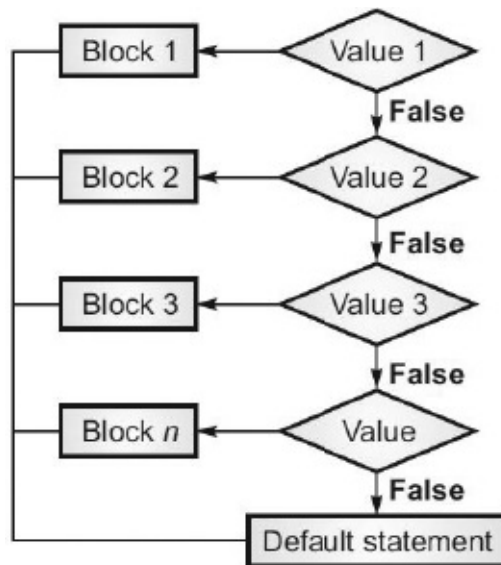 Block 1
Value 1
False
Block 2
Value 2
False
Block 3
Value 3
False
Block n
Value
False
Default statement